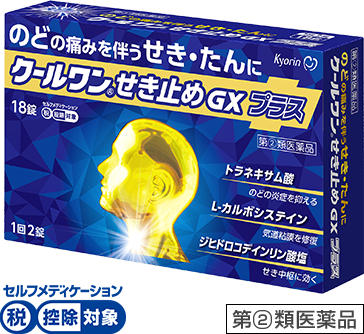 のどの痛みを伴うせき・たんに
Kyorin
クールワン®せき止めGXプラス
18錠
セルフメディケーション
税 控除 対象
第②類医薬品
トラネキサム酸
のどの炎症を抑える
L-カルボシステイン
気道粘膜を修復
ジヒドロコデインリン酸塩
せき中枢に効く
1回2錠
のどの痛みを伴うせき・たんに
クールワン®せき止めGXプラス
第②類医薬品
セルフメディケーション
税 控除 対象
第②類医薬品